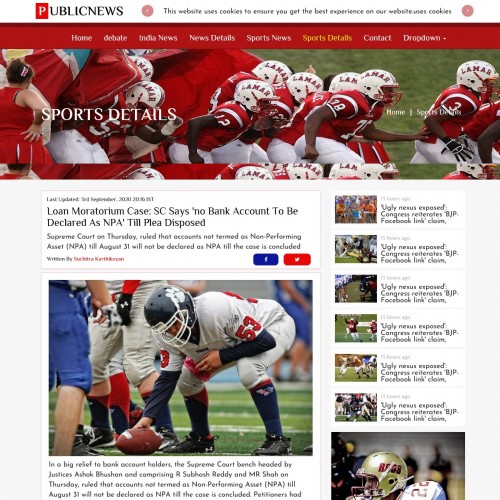 PUBLICNEWS
This website uses cookies to ensure you get the best experience on our website.uses cookies
Home debate India News News Details Sports News Sports Details Contact Dropdown
LAMAR
LAMAR
LAMAR
LAMAR
LAMAR
SPORTS DETAILS
Home | Sports Details
Last Updated: 3rd September, 2020 20:16 IST
Loan Moratorium Case: SC Says 'no Bank Account To Be
Declared As NPA' Till Plea Disposed
Supreme Court on Thursday, ruled that accounts not termed as Non-Performing
Asset (NPA) till August 31 will not be declared as NPA till the case is concluded
Written By Suchitra Karthikeyan
53
In a big relief to bank account holders, the Supreme Court bench headed by
Justices Ashok Bhushan and comprising R Subhash Reddy and MR Shah on
Thursday, ruled that accounts not termed as Non-Performing Asset (NPA) till
August 31 will not be declared as NPA till the case is concluded. Petitioners had
15 hours ago
'Ugly nexus exposed':
Congress reiterates 'BJP-
Facebook link' claim,
15 hours ago
'Ugly nexus exposed':
Congress reiterates 'BJP-
Facebook link' claim,
15 hours ago
'Ugly nexus exposed':
Congress reiterates 'BJP-
Facebook link' claim,
15 hours ago
'Ugly nexus exposed':
Congress reiterates 'BJP-
Facebook link' claim,
15 hours ago
'Ugly nexus exposed':
Congress reiterates 'BJP-
Facebook link' claim,
15 hours ago
'Ugly nexus exposed':
Congress reiterates 'BJP-
Facebook link' claim,